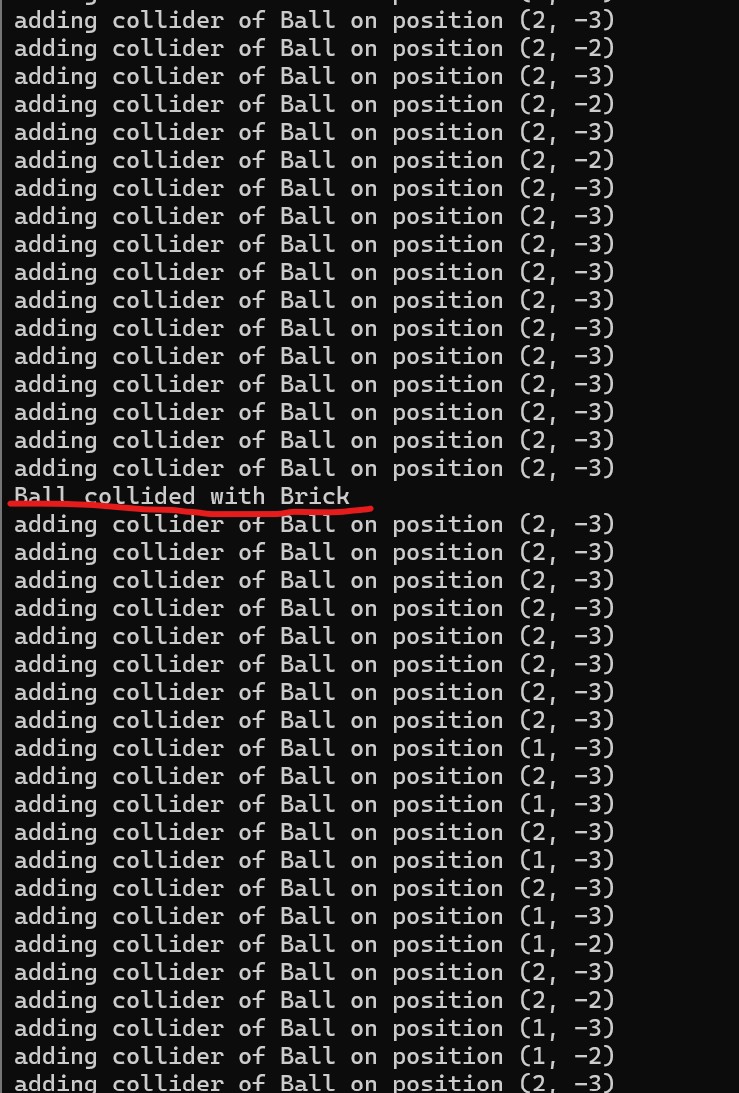 adding collider of Ball on position (2, -3)
adding collider of Ball on position (2, -2)
adding collider of Ball on position (2, -3)
adding collider of Ball on position (2, -2)
adding collider of Ball on position (2, -3)
adding collider of Ball on position (2, -2)
adding collider of Ball on position (2, -3)
adding collider of Ball on position (2, -3)
adding collider of Ball on position (2, -3)
adding collider of Ball on position (2, -3)
adding collider of Ball on position (2, -3)
adding collider of Ball on position (2, -3)
adding collider of Ball on position (2, -3)
adding collider of Ball on position (2, -3)
adding collider of Ball on position (2, -3)
adding collider of Ball on position (2, -3)
adding collider of Ball on position (2, -3)
Ball collided with Brick
adding collider of Ball on position (2, -3)
adding collider of Ball on position (2, -3)
adding collider of Ball on position (2, -3)
adding collider of Ball on position (2, -3)
adding collider of Ball on position (2, -3)
adding collider of Ball on position (2, -3)
adding collider of Ball on position (2, -3)
adding collider of Ball on position (2, -3)
adding collider of Ball on position (1, -3)
adding collider of Ball on position (2, -3)
adding collider of Ball on position (1, -3)
adding collider of Ball on position (2, -3)
adding collider of Ball on position (1, -3)
adding collider of Ball on position (2, -3)
adding collider of Ball on position (1, -3)
adding collider of Ball on position (1, -2)
adding collider of Ball on position (2, -3)
adding collider of Ball on position (2, -2)
adding collider of Ball on position (1, -3)
adding collider of Ball on position (1, -2)
adding collider of Ball on position (2, -3)